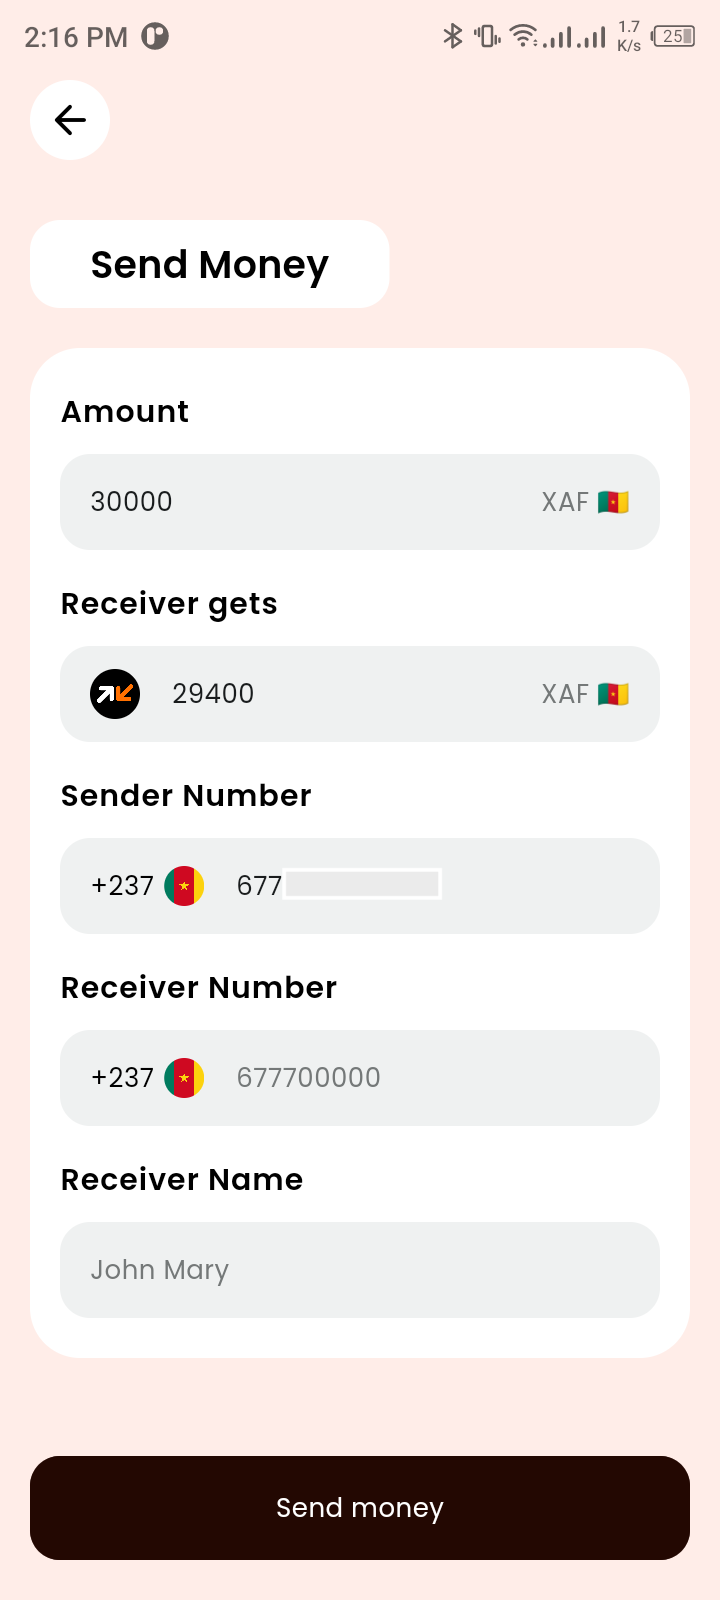 2:16 PM
1.7 K/s
25
Send Money
Amount
30000 XAF
Receiver gets
29400 XAF
Sender Number
+237 677
Receiver Number
+237 677700000
Receiver Name
John Mary
Send money